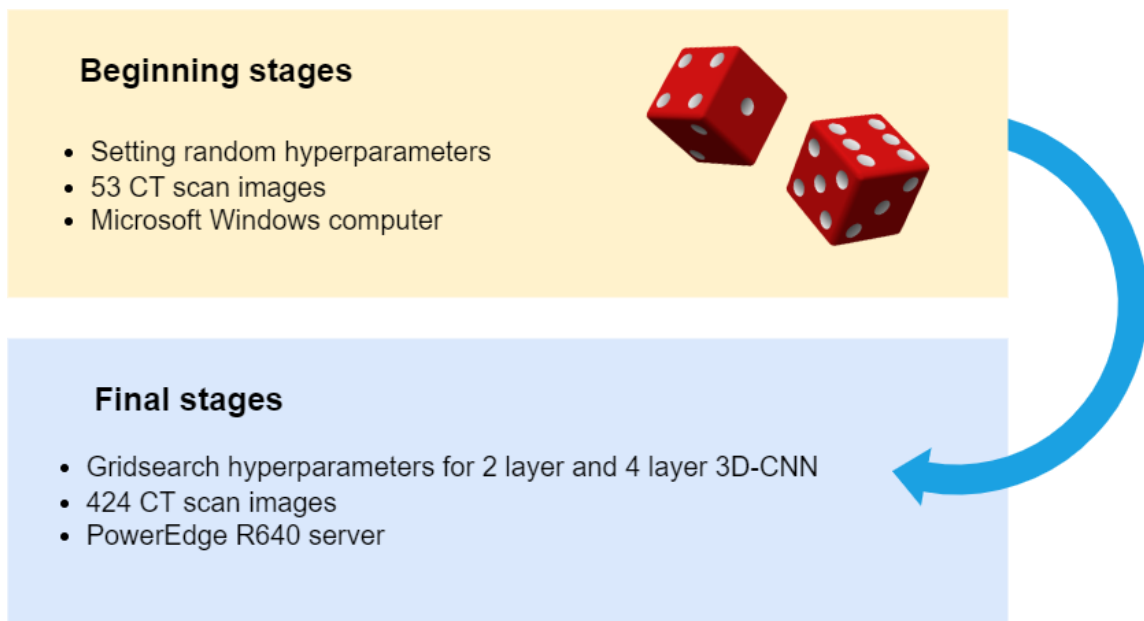 Beginning stages
• Setting random hyperparameters
• 53 CT scan images
• Microsoft Windows computer
Final stages
• Gridsearch hyperparameters for 2 layer and 4 layer 3D-CNN
• 424 CT scan images
• PowerEdge R640 server